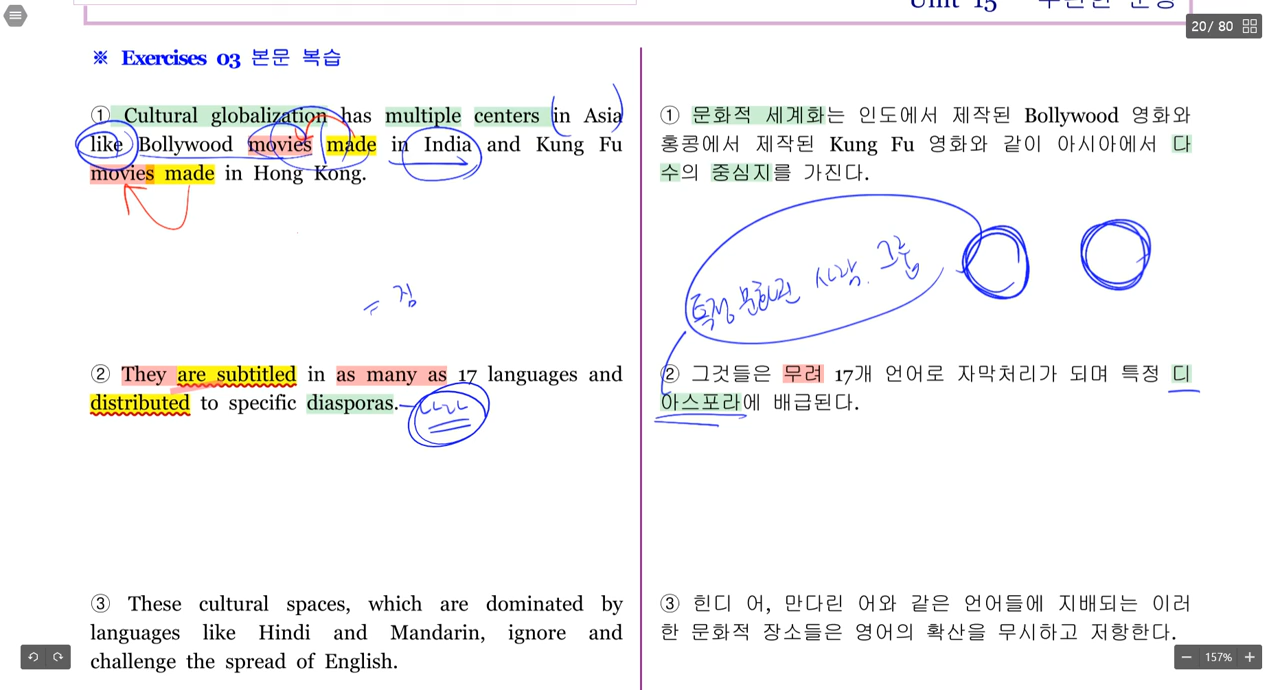 20/ 80
※ Exercises 03 본문 복습
① Cultural globalization has multiple centers in Asia
like Bollywood movies made in India and Kung Fu
movies made in Hong Kong.
= 점
② They are subtitled in as many as 17 languages and
distributed to specific diasporas.
나라
③ These cultural spaces, which are dominated by
languages like Hindi and Mandarin, ignore and
challenge the spread of English.
① 문화적 세계화는 인도에서 제작된 Bollywood 영화와
홍콩에서 제작된 Kung Fu 영화와 같이 아시아에서 다
수의 중심지를 가진다.
특정 문화권 사람 그룹
② 그것들은 무려 17개 언어로 자막처리가 되며 특정 디
아스포라에 배급된다.
③ 힌디 어, 만다린 어와 같은 언어들에 지배되는 이러
한 문화적 장소들은 영어의 확산을 무시하고 저항한다.
157%